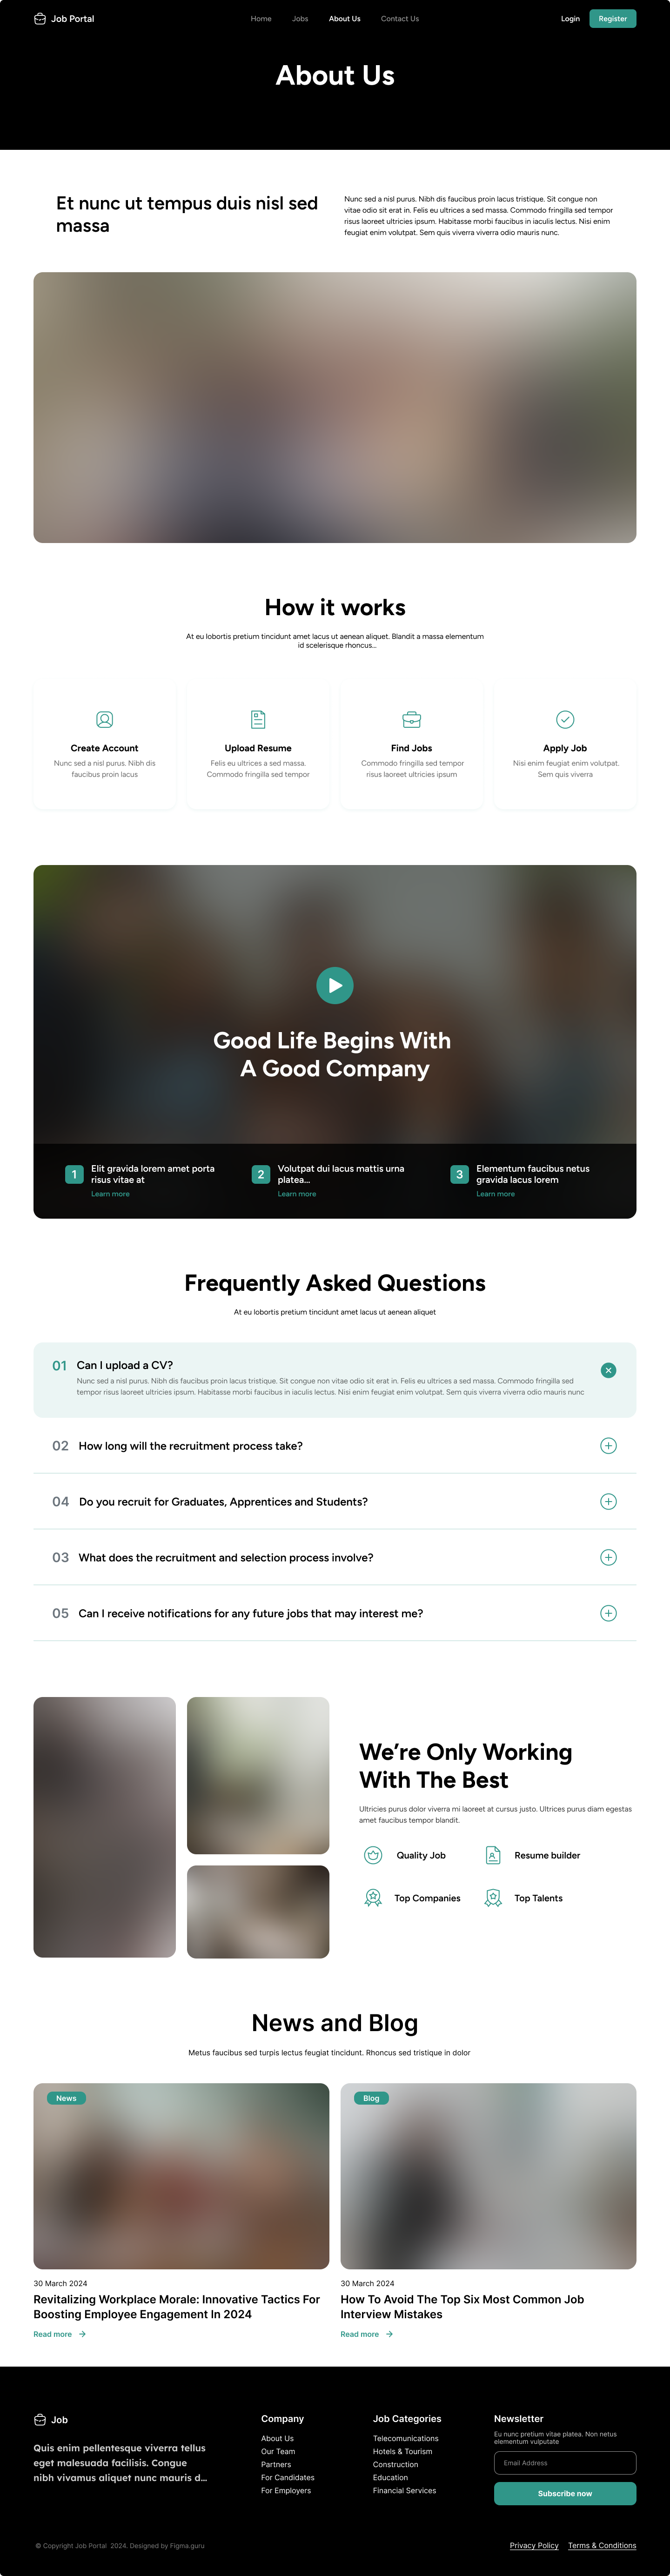 Job Portal
Home
Jobs
About Us
Contact Us
Login
Register
About Us
Et nunc ut tempus duis nisl sed
massa
Nunc sed a nisl purus. Nibh dis faucibus proin lacus tristique. Sit congue non
vitae odio sit erat in. Felis eu ultrices a sed massa. Commodo fringilla sed tempor
risus laoreet ultricies ipsum. Habitasse morbi faucibus in iaculis lectus. Nisi enim
feugiat enim volutpat. Sem quis viverra viverra odio mauris nunc.
How it works
At eu lobortis pretium tincidunt amet lacus ut aenean aliquet. Blandit a massa elementum
id scelerisque rhoncus...
Create Account
Nunc sed a nisl purus. Nibh dis
faucibus proin lacus
Upload Resume
Felis eu ultrices a sed massa.
Commodo fringilla sed tempor
Find Jobs
Commodo fringilla sed tempor
risus laoreet ultricies ipsum
Apply Job
Nisi enim feugiat enim volutpat.
Sem quis viverra
Good Life Begins With
A Good Company
1
Elit gravida lorem amet porta
risus vitae at
Learn more
2
Volutpat dui lacus mattis urna
platea...
Learn more
3
Elementum faucibus netus
gravida lacus lorem
Learn more
Frequently Asked Questions
At eu lobortis pretium tincidunt amet lacus ut aenean aliquet
01
Can I upload a CV?
Nunc sed a nisl purus. Nibh dis faucibus proin lacus tristique. Sit congue non vitae odio sit erat in. Felis eu ultrices a sed massa. Commodo fringilla sed
tempor risus laoreet ultricies ipsum. Habitasse morbi faucibus in iaculis lectus. Nisi enim feugiat enim volutpat. Sem quis viverra viverra odio mauris nunc
02
How long will the recruitment process take?
04
Do you recruit for Graduates, Apprentices and Students?
03
What does the recruitment and selection process involve?
05
Can I receive notifications for any future jobs that may interest me?
We’re Only Working
With The Best
Ultricies purus dolor viverra mi laoreet at cursus justo. Ultrices purus diam egestas
amet faucibus tempor blandit.
Quality Job
Resume builder
Top Companies
Top Talents
News and Blog
Metus faucibus sed turpis lectus feugiat tincidunt. Rhoncus sed tristique in dolor
News
30 March 2024
Revitalizing Workplace Morale: Innovative Tactics For
Boosting Employee Engagement In 2024
Read more
Blog
30 March 2024
How To Avoid The Top Six Most Common Job
Interview Mistakes
Read more
Job
Quis enim pellentesque viverra tellus
eget malesuada facilisis. Congue
nibh vivamus aliquet nunc mauris d...
Company
About Us
Our Team
Partners
For Candidates
For Employers
Job Categories
Telecomunications
Hotels & Tourism
Construction
Education
Financial Services
Newsletter
Eu nunc pretium vitae platea. Non netus
elementum vulputate
Email Address
Subscribe now
© Copyright Job Portal 2024. Designed by Figma.guru
Privacy Policy
Terms & Conditions